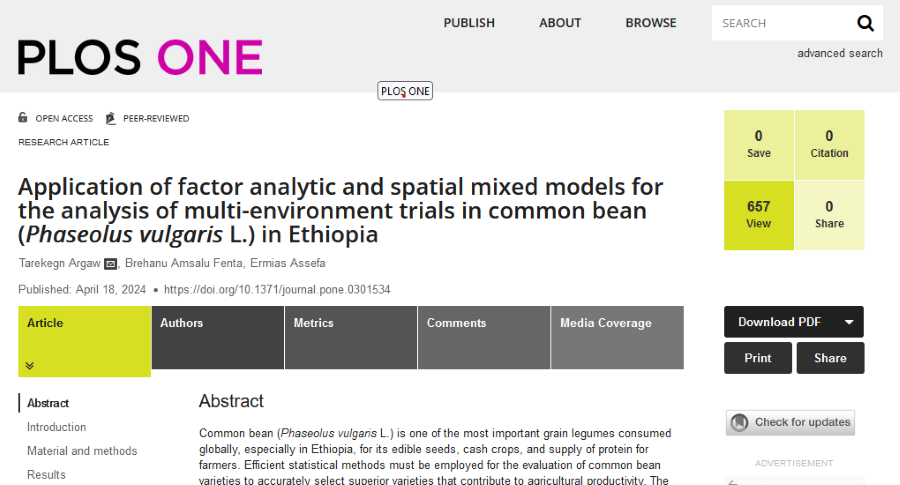 PUBLISH
ABOUT
BROWSE
SEARCH
advanced search
PLOS ONE
PLOS ONE
OPEN ACCESS
PEER-REVIEWED
RESEARCH ARTICLE
Application of factor analytic and spatial mixed models for
the analysis of multi-environment trials in common bean
(Phaseolus vulgaris L.) in Ethiopia
Tarekegn Argaw, Brehanu Amsalu Fenta, Ermias Assefa
Published: April 18, 2024 • https://doi.org/10.1371/journal.pone.0301534
0
Save
0
Citation
657
View
0
Share
Article
Authors
Metrics
Comments
Media Coverage
Download PDF
Print
Share
Check for updates
ADVERTISEMENT
Abstract
Introduction
Material and methods
Results
Abstract
Common bean (Phaseolus vulgaris L.) is one of the most important grain legumes consumed
globally, especially in Ethiopia, for its edible seeds, cash crops, and supply of protein for
farmers. Efficient statistical methods must be employed for the evaluation of common bean
varieties to accurately select superior varieties that contribute to agricultural productivity. The